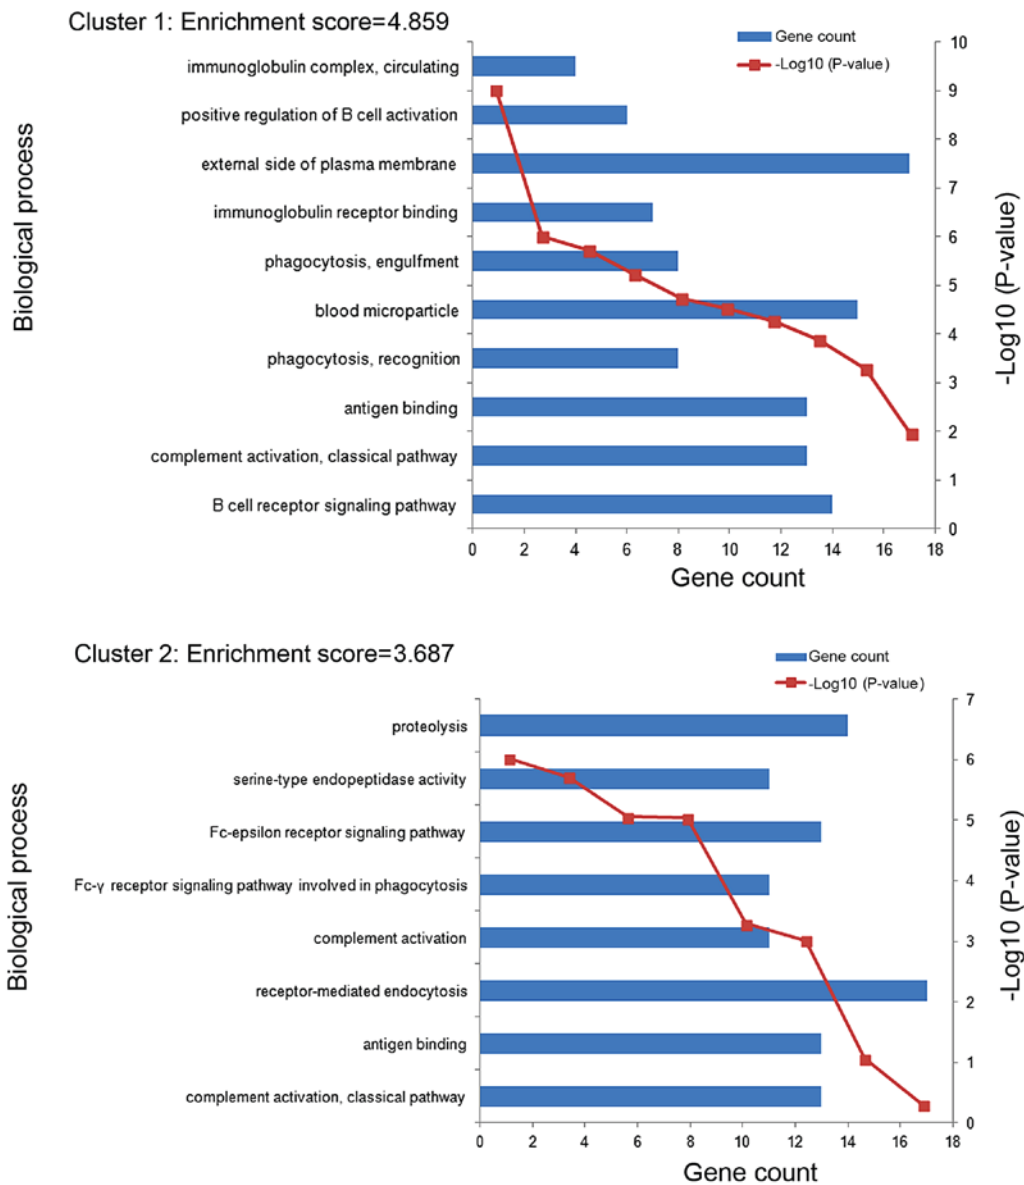 Cluster 1: Enrichment score=4.859
Gene count
-Log10 (P-value)
Biological process
immunoglobulin complex, circulating
positive regulation of B cell activation
external side of plasma membrane
immunoglobulin receptor binding
phagocytosis, engulfment
blood microparticle
phagocytosis, recognition
antigen binding
complement activation, classical pathway
B cell receptor signaling pathway
10
9
8
7
6
5
4
3
2
1
0
-Log10 (P-value)
0 2 4 6 8 10 12 14 16 18
Gene count
Cluster 2: Enrichment score=3.687
Gene count
-Log10 (P-value)
Biological process
proteolysis
serine-type endopeptidase activity
Fc-epsilon receptor signaling pathway
Fc-γ receptor signaling pathway involved in phagocytosis
complement activation
receptor-mediated endocytosis
antigen binding
complement activation, classical pathway
7
6
5
4
3
2
1
0
-Log10 (P-value)
0 2 4 6 8 10 12 14 16 18
Gene count